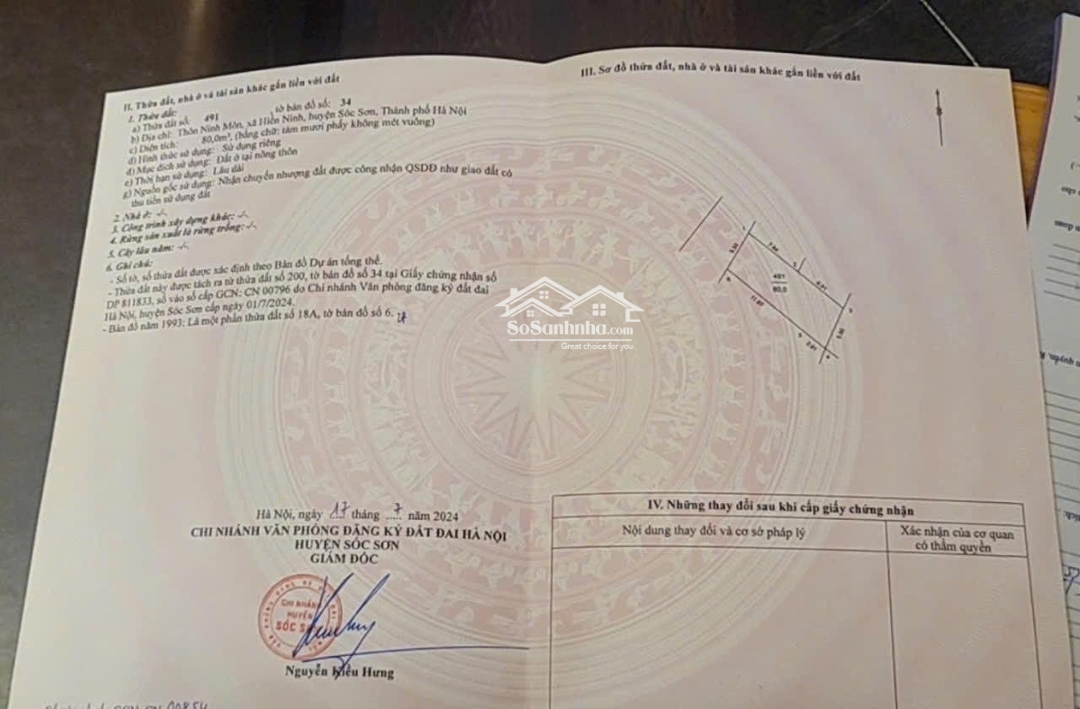 II. Thửa đất, nhà ở và tài sản khác gắn liền với đất
1. Thửa đất:
a) Thửa đất số: 491 , tờ bản đồ số: 34
b) Địa chỉ: Thôn Ninh Môn, xã Hiền Ninh, huyện Sóc Sơn, Thành phố Hà Nội
c) Diện tích: 80,0m², (bằng chữ: tám mươi phẩy không mét vuông)
d) Hình thức sử dụng: Sử dụng riêng
đ) Mục đích sử dụng: Đất ở tại nông thôn
e) Thời hạn sử dụng: Lâu dài
g) Nguồn gốc sử dụng: Nhận chuyển nhượng đất được công nhận QSDĐ như giao đất có
thu tiền sử dụng đất
2. Nhà ở: -/-
3. Công trình xây dựng khác: -/-
4. Rừng sản xuất là rừng trồng: -/-
5. Cây lâu năm: -/-
6. Ghi chú:
- Số tờ, số thửa đất được xác định theo Bản đồ Dự án tổng thể.
- Thửa đất này được tách ra từ thửa đất số 200, tờ bản đồ số 34 tại Giấy chứng nhận số
DP 811833, số vào sổ cấp GCN: CN 00796 do Chi nhánh Văn phòng đăng ký đất đai
Hà Nội, huyện Sóc Sơn cấp ngày 01/7/2024.
- Bản đồ năm 1993: Là một phần thửa đất số 18A, tờ bản đồ số 6.
Hà Nội, ngày 17 tháng 7 năm 2024
CHI NHÁNH VĂN PHÒNG ĐĂNG KÝ ĐẤT ĐAI HÀ NỘI
HUYỆN SÓC SƠN
GIÁM ĐỐC
CHI NHÁNH
HUYỆN
SÓC SƠN
Nguyễn Kiều Hưng
III. Sơ đồ thửa đất, nhà ở và tài sản khác gắn liền với đất
491
80,0
SoSanhnha.com
Great choice for you
IV. Những thay đổi sau khi cấp giấy chứng nhận
Nội dung thay đổi và cơ sở pháp lý
Xác nhận của cơ quan
có thẩm quyền